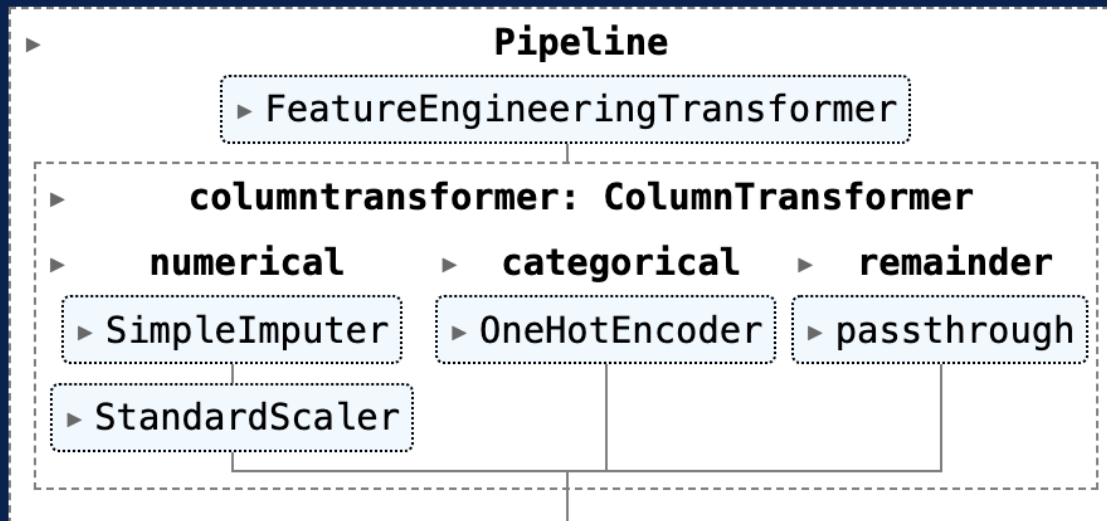 Pipeline
FeatureEngineeringTransformer
columntransformer: ColumnTransformer
numerical categorical remainder
SimpleImputer OneHotEncoder passthrough
StandardScaler